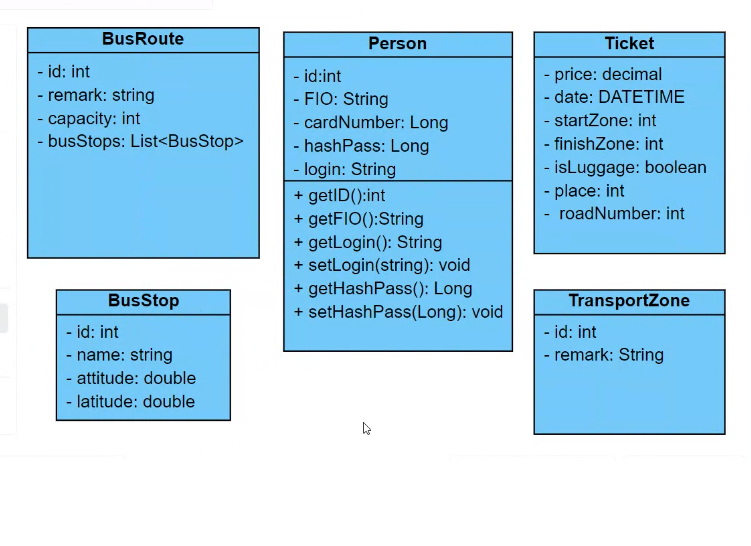 BusRoute
- id: int
- remark: string
- capacity: int
- busStops: List<BusStop>
Person
- id:int
- FIO: String
- cardNumber: Long
- hashPass: Long
- login: String
+ getID():int
+ getFIO():String
+ getLogin(): String
+ setLogin(string): void
+ getHashPass(): Long
+ setHashPass(Long): void
Ticket
- price: decimal
- date: DATETIME
- startZone: int
- finishZone: int
- isLuggage: boolean
- place: int
- roadNumber: int
BusStop
- id: int
- name: string
- attitude: double
- latitude: double
TransportZone
- id: int
- remark: String